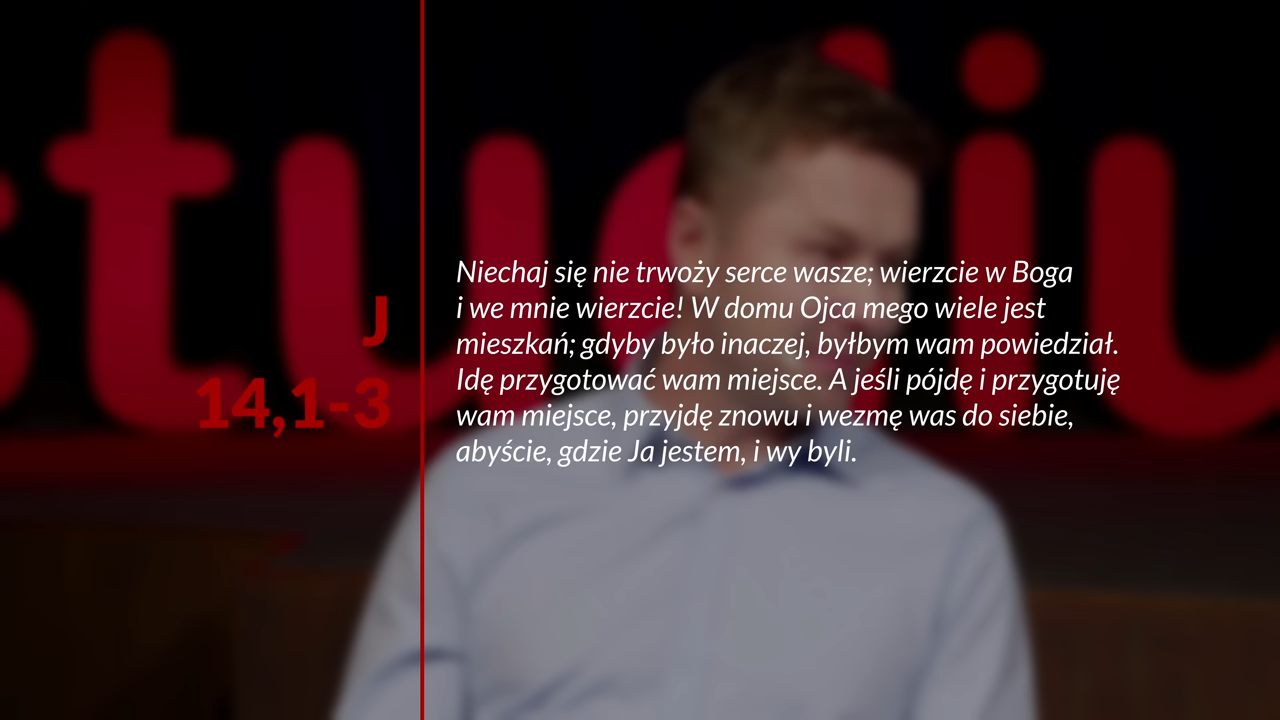 studiu
J
14,1-3
Niechaj się nie trwoży serce wasze; wierzcie w Boga
i we mnie wierzcie! W domu Ojca mego wiele jest
mieszkań; gdyby było inaczej, byłbym wam powiedział.
Idę przygotować wam miejsce. A jeśli pójdę i przygotuję
wam miejsce, przyjdę znowu i wezmę was do siebie,
abyście, gdzie Ja jestem, i wy byli.